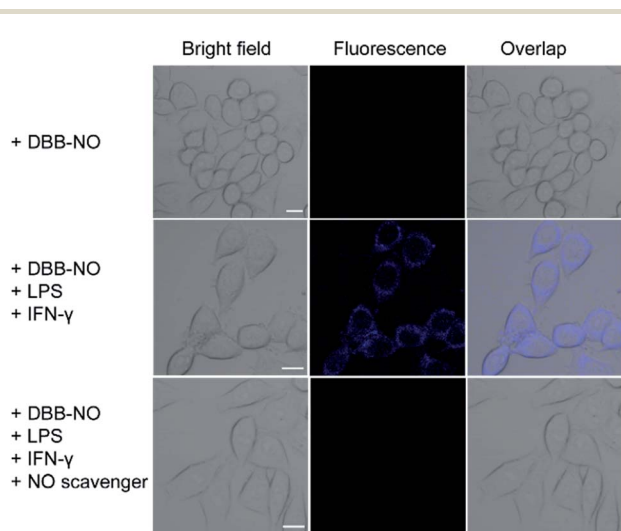 Bright field Fluorescence Overlap
+ DBB-NO
+ DBB-NO
+ LPS
+ IFN-γ
+ DBB-NO
+ LPS
+ IFN-γ
+ NO scavenger